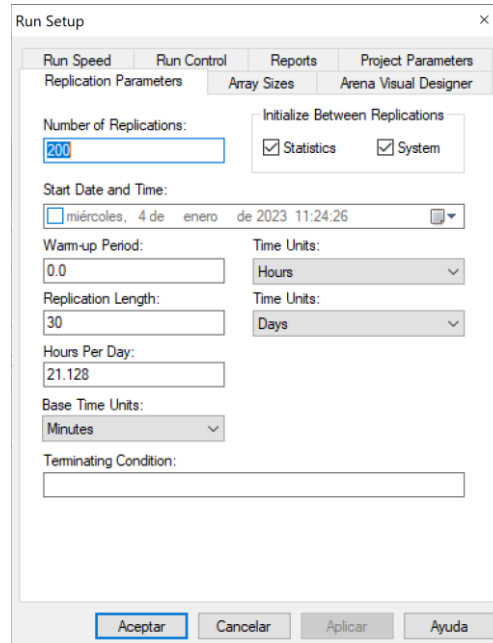 Run Setup
×
Run Speed Run Control Reports Project Parameters
Replication Parameters Array Sizes Arena Visual Designer
Number of Replications:
200
Initialize Between Replications
Statistics System
Start Date and Time:
miércoles, 4 de enero de 2023 11:24:26
Warm-up Period: Time Units:
0.0 Hours
Replication Length: Time Units:
30 Days
Hours Per Day:
21.128
Base Time Units:
Minutes
Terminating Condition:
Aceptar Cancelar Aplicar Ayuda